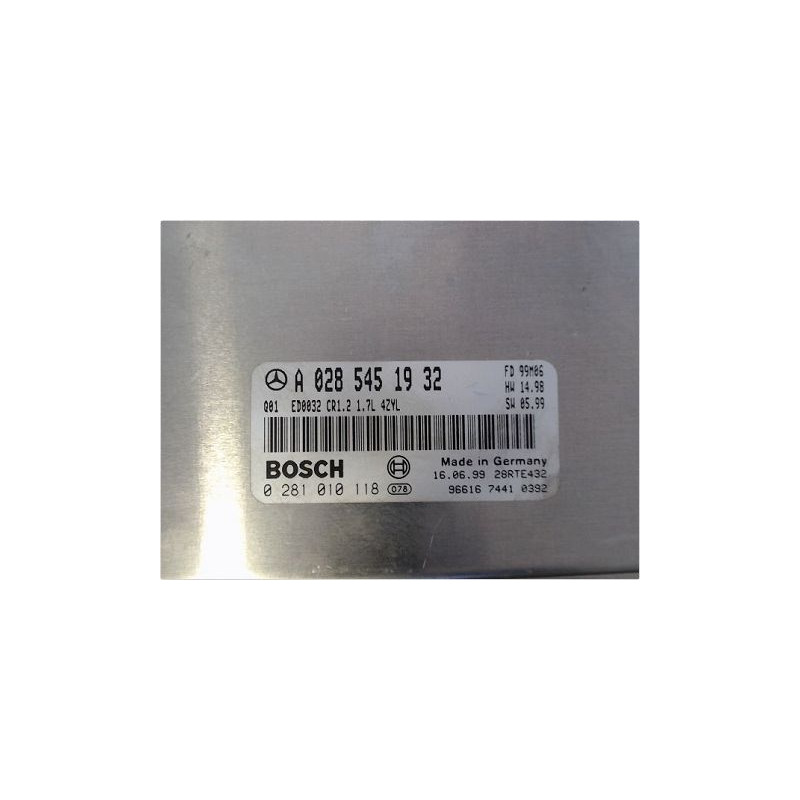 A 028 545 19 32
FD 99M06
HW 14.98
SW 05.99
Q01 ED0032 CR1.2 1.7L 4ZYL
BOSCH
0 281 010 118 078
Made in Germany
16.06.99 28RTE432
96616 7441 0392